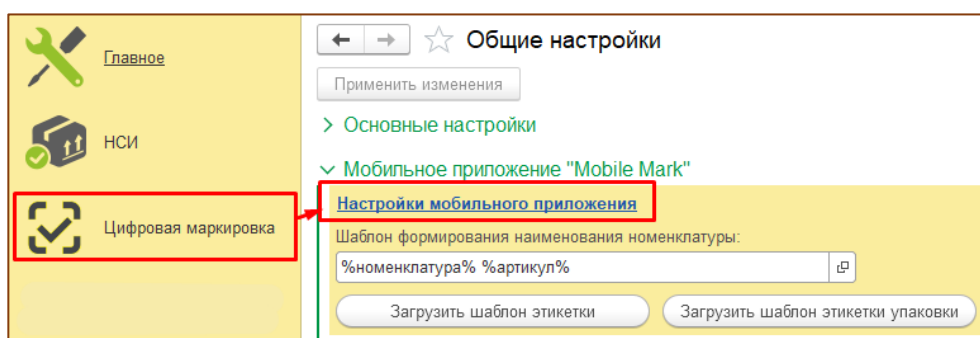 Главное
НСИ
Цифровая маркировка
Общие настройки
Применить изменения
Основные настройки
Мобильное приложение "Mobile Mark"
Настройки мобильного приложения
Шаблон формирования наименования номенклатуры:
%номенклатура% %артикул%
Загрузить шаблон этикетки
Загрузить шаблон этикетки упаковки